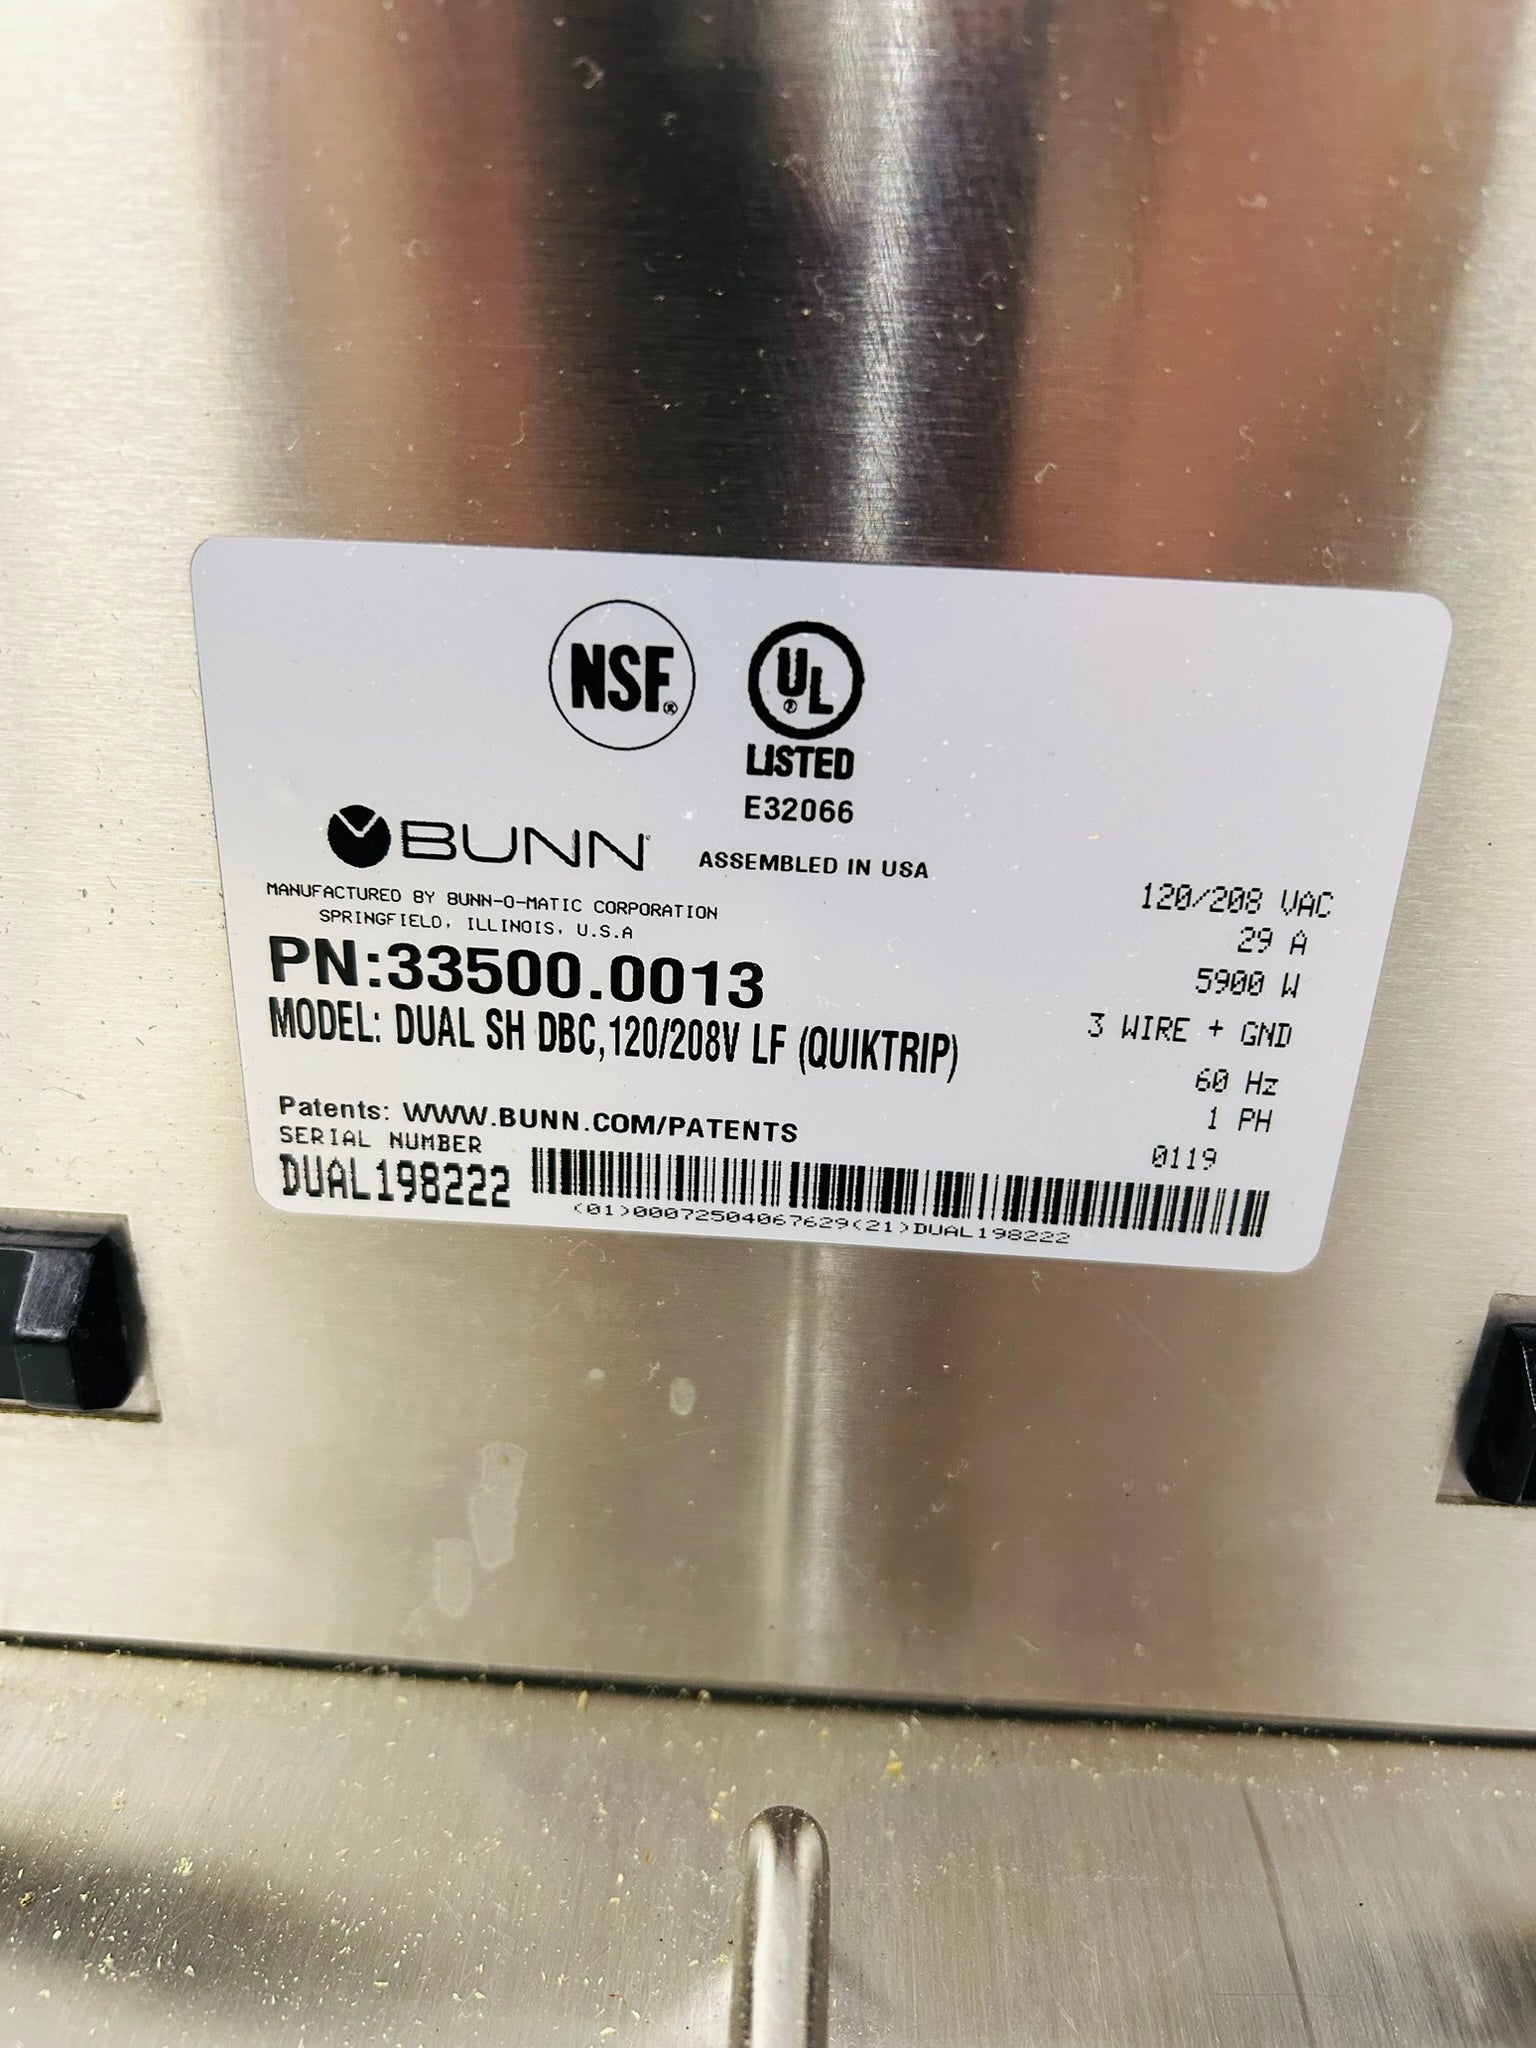 NSF®
UL®
LISTED
E32066
BUNN®
ASSEMBLED IN USA
MANUFACTURED BY BUNN-O-MATIC CORPORATION
SPRINGFIELD, ILLINOIS, U.S.A
PN:33500.0013
MODEL: DUAL SH DBC,120/208V LF (QUIKTRIP)
120/208 VAC
29 A
5900 W
3 WIRE + GND
60 Hz
1 PH
0119
Patents: WWW.BUNN.COM/PATENTS
SERIAL NUMBER
DUAL198222
(01)00072504067629(21)DUAL198222